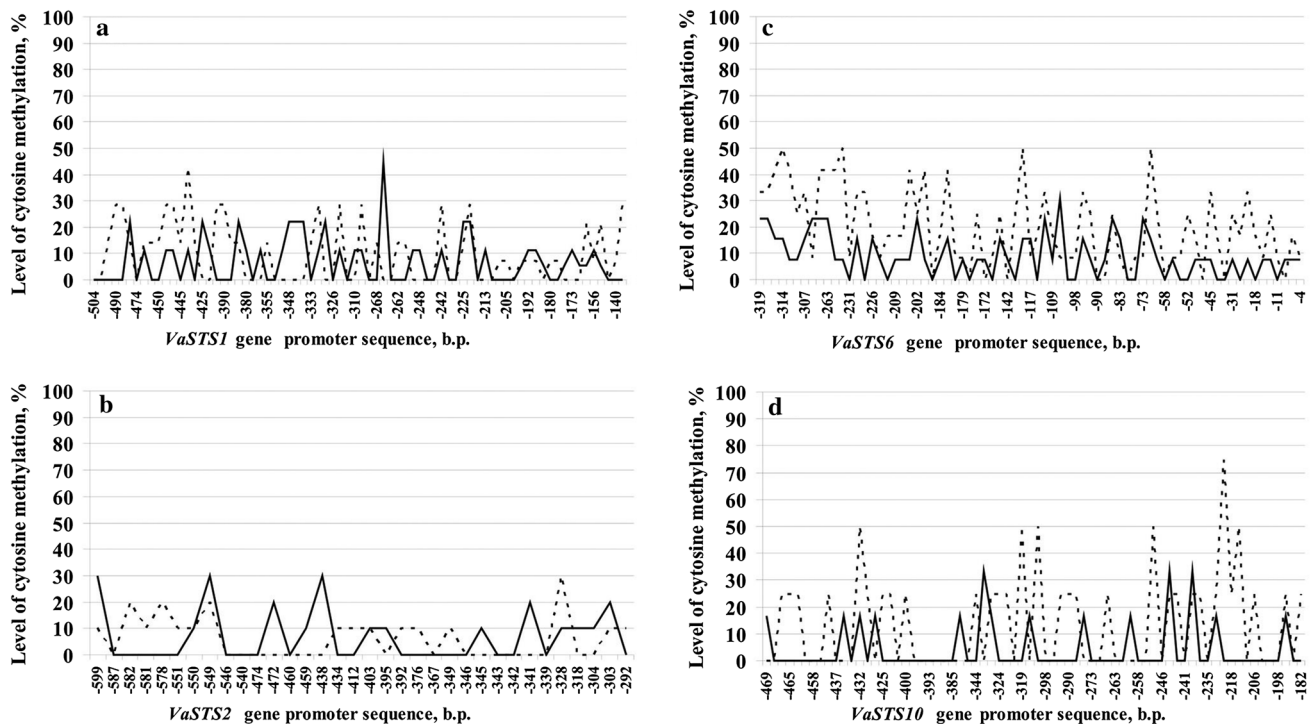 a
Level of cytosine methylation, %
100
90
80
70
60
50
40
30
20
10
0
-504 -490 -474 -450 -445 -425 -390 -380 -355 -348 -333 -326 -310 -268 -262 -248 -242 -225 -213 -205 -192 -180 -173 -156 -140
VaSTS1 gene promoter sequence, b.p.
c
Level of cytosine methylation, %
100
90
80
70
60
50
40
30
20
10
0
-319 -314 -307 -263 -231 -226 -209 -202 -184 -179 -172 -142 -117 -109 -98 -90 -83 -73 -58 -52 -45 -31 -18 -11 -4
VaSTS6 gene promoter sequence, b.p.
b
Level of cytosine methylation, %
100
90
80
70
60
50
40
30
20
10
0
-599 -587 -582 -581 -578 -551 -550 -549 -546 -540 -474 -472 -460 -459 -438 -434 -412 -403 -395 -392 -376 -367 -349 -346 -345 -343 -342 -341 -339 -328 -318 -304 -303 -292
VaSTS2 gene promoter sequence, b.p.
d
Level of cytosine methylation, %
100
90
80
70
60
50
40
30
20
10
0
-469 -465 -458 -437 -432 -425 -400 -393 -385 -344 -324 -319 -298 -290 -273 -263 -258 -246 -241 -235 -218 -206 -198 -182
VaSTS10 gene promoter sequence, b.p.